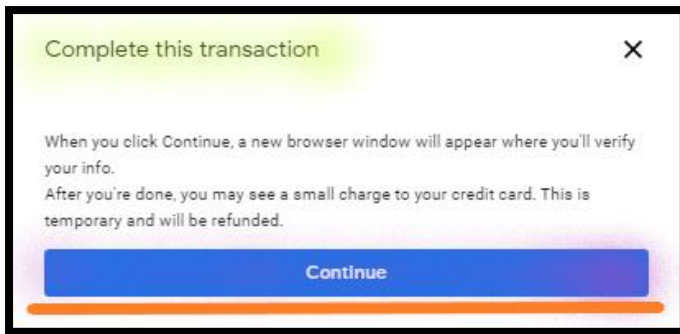 Complete this transaction
When you click Continue, a new browser window will appear where you'll verify
your info.
After you're done, you may see a small charge to your credit card. This is
temporary and will be refunded.
Continue